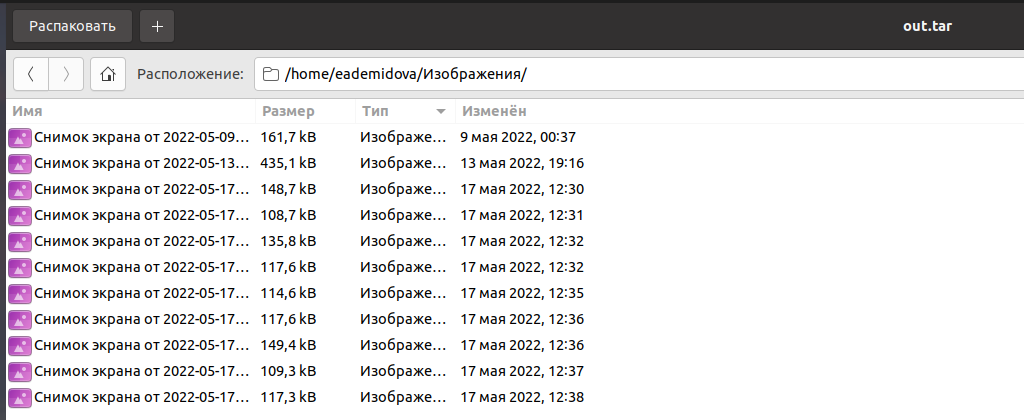 Распаковать + out.tar
Расположение: /home/eademidova/Изображения/
Имя Размер Тип Изменён
Снимок экрана от 2022-05-09… 161,7 kB Изображе… 9 мая 2022, 00:37
Снимок экрана от 2022-05-13… 435,1 kB Изображе… 13 мая 2022, 19:16
Снимок экрана от 2022-05-17… 148,7 kB Изображе… 17 мая 2022, 12:30
Снимок экрана от 2022-05-17… 108,7 kB Изображе… 17 мая 2022, 12:31
Снимок экрана от 2022-05-17… 135,8 kB Изображе… 17 мая 2022, 12:32
Снимок экрана от 2022-05-17… 117,6 kB Изображе… 17 мая 2022, 12:32
Снимок экрана от 2022-05-17… 114,6 kB Изображе… 17 мая 2022, 12:35
Снимок экрана от 2022-05-17… 117,6 kB Изображе… 17 мая 2022, 12:36
Снимок экрана от 2022-05-17… 149,4 kB Изображе… 17 мая 2022, 12:36
Снимок экрана от 2022-05-17… 109,3 kB Изображе… 17 мая 2022, 12:37
Снимок экрана от 2022-05-17… 117,3 kB Изображе… 17 мая 2022, 12:38